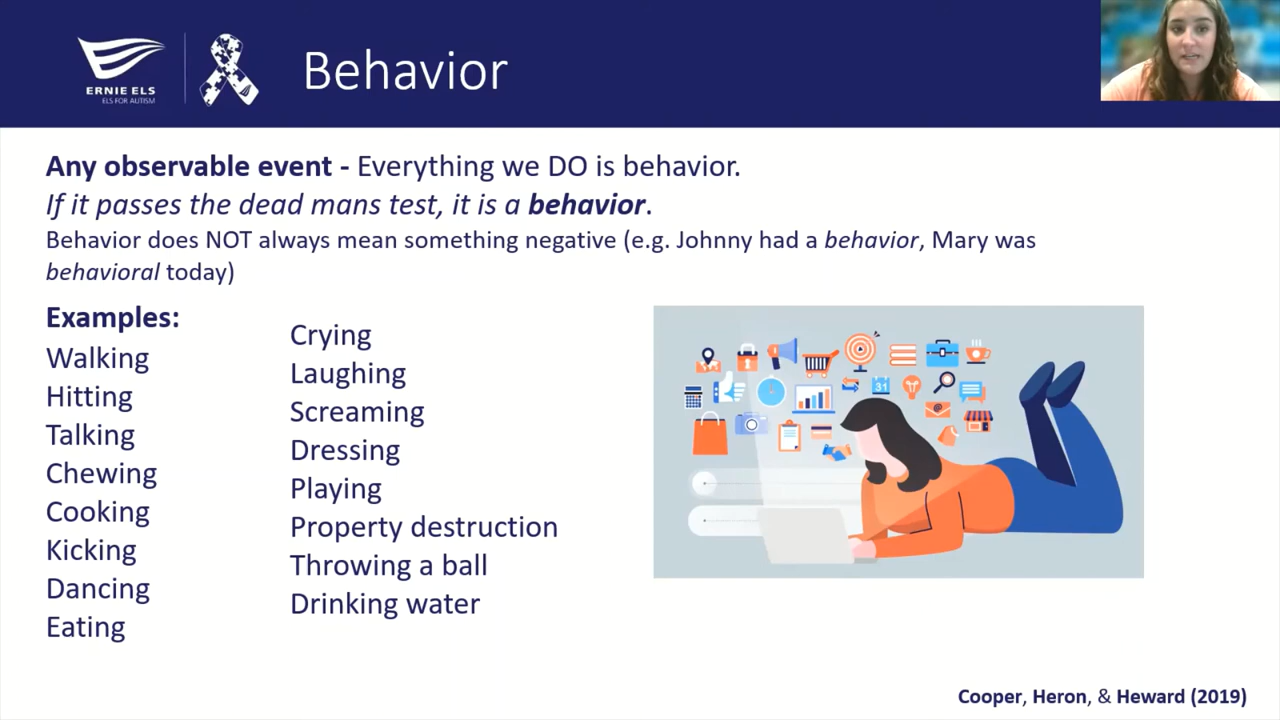 ERNIE ELS
ELS FOR AUTISM
Behavior
Any observable event - Everything we DO is behavior.
If it passes the dead mans test, it is a behavior.
Behavior does NOT always mean something negative (e.g. Johnny had a behavior, Mary was
behavioral today)
Examples:
Walking
Hitting
Talking
Chewing
Cooking
Kicking
Dancing
Eating
Crying
Laughing
Screaming
Dressing
Playing
Property destruction
Throwing a ball
Drinking water
31
@
Cooper, Heron, & Heward (2019)